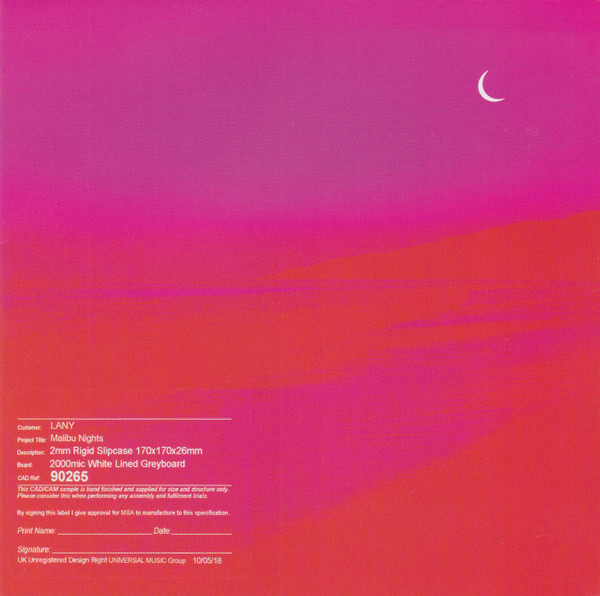 Customer: LANY
Project Title: Malibu Nights
Description: 2mm Rigid Slipcase 170x170x26mm
Board: 2000mic White Lined Greyboard
CAD Ref: 90265
This CAD/CAM sample is hand finished and supplied for size and structure only.
Please consider this when performing any assembly and fulfilment trials.
By signing this label I give approval for MSA to manufacture to this specification.
Print Name: Date:
Signature:
UK Unregistered Design Right UNIVERSAL MUSIC Group 10/05/18